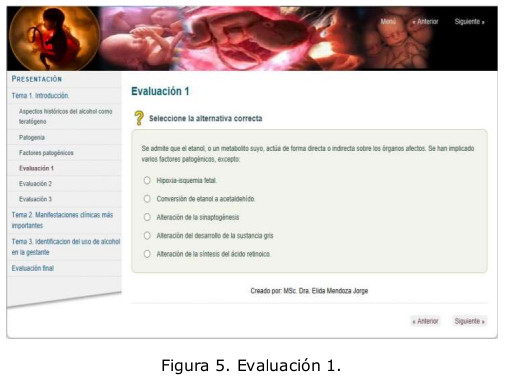 Menú « Anterior Siguiente »
PRESENTACIÓN
Tema 1. Introducción.
Aspectos históricos del alcohol como
teratógeno
Patogenia
Factores patogénicos
Evaluación 1
Evaluación 2
Evaluación 3
Tema 2. Manifestaciones clínicas más
importantes
Tema 3. Identificacion del uso de alcohol
en la gestante
Evaluación final
Evaluación 1
Seleccione la alternativa correcta
Se admite que el etanol, o un metabolito suyo, actúa de forma directa o indirecta sobre los órganos afectos. Se han implicado
varios factores patogénicos, excepto:
Hipoxia-isquemia fetal.
Conversión de etanol a acetaldehído.
Alteración de la sinaptogénesis
Alteración del desarrollo de la sustancia gris
Alteración de la síntesis del ácido retinoico.
Creado por: MSc. Dra. Elida Mendoza Jorge
« Anterior Siguiente »
Figura 5. Evaluación 1.